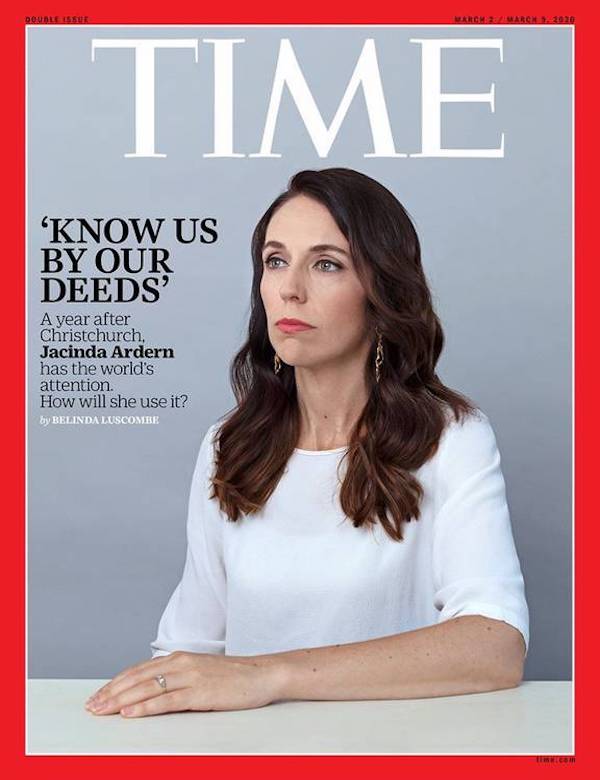 DOUBLE ISSUE
MARCH 2 / MARCH 9, 2020
TIME
‘KNOW US
BY OUR
DEEDS’
A year after
Christchurch,
Jacinda Ardern
has the world’s
attention.
How will she use it?
by BELINDA LUSCOMBE
time.com